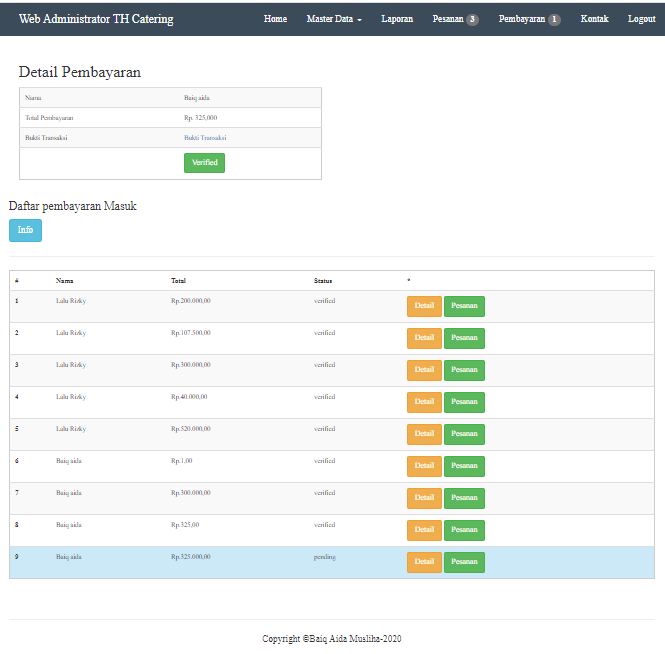 Web Administrator TH Catering Home Master Data Laporan Pesanan 3 Pembayaran 1 Kontak Logout
Detail Pembayaran
Nama Baiq aida
Total Pembayaran Rp. 325,000
Bukti Transaksi Bukti Transaksi
Verified
Daftar pembayaran Masuk
Info
# Nama Total Status *
1 Lalu Rizky Rp.200.000,00 verified Detail Pesanan
2 Lalu Rizky Rp.107.500,00 verified Detail Pesanan
3 Lalu Rizky Rp.300.000,00 verified Detail Pesanan
4 Lalu Rizky Rp.40.000,00 verified Detail Pesanan
5 Lalu Rizky Rp.520.000,00 verified Detail Pesanan
6 Baiq aida Rp.1,00 verified Detail Pesanan
7 Baiq aida Rp.300.000,00 verified Detail Pesanan
8 Baiq aida Rp.325,00 verified Detail Pesanan
9 Baiq aida Rp.325.000,00 pending Detail Pesanan
Copyright ©Baiq Aida Musliha-2020